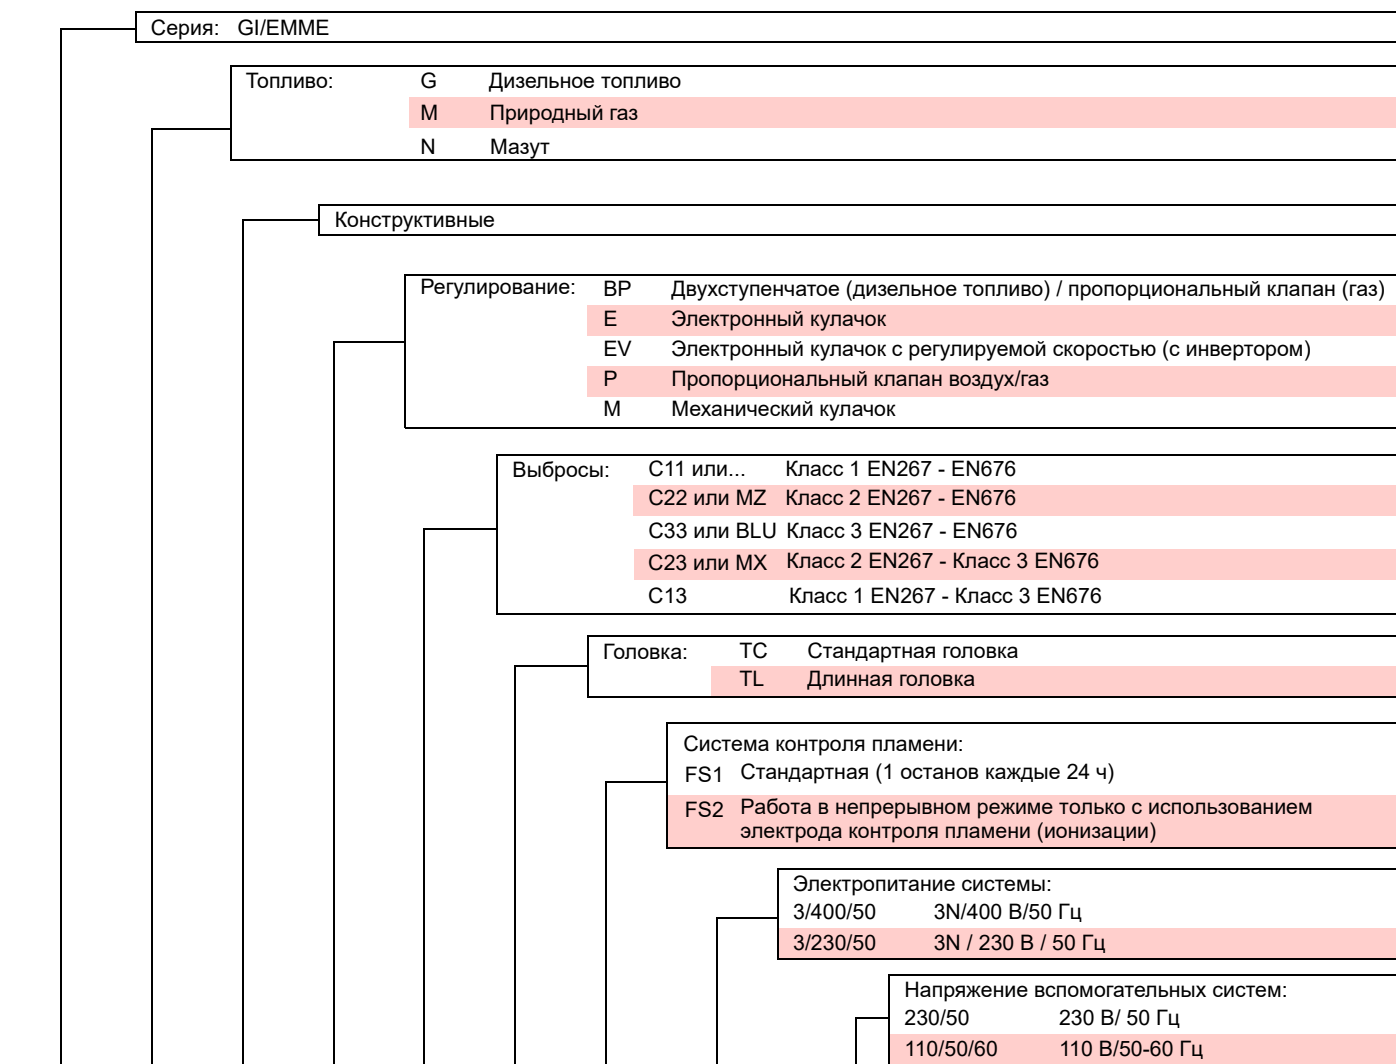 Серия: GI/EMME
Топливо: G Дизельное топливо
M Природный газ
N Мазут
Конструктивные
Регулирование: BP Двухступенчатое (дизельное топливо) / пропорциональный клапан (газ)
E Электронный кулачок
EV Электронный кулачок с регулируемой скоростью (с инвертором)
P Пропорциональный клапан воздух/газ
M Механический кулачок
Выбросы: C11 или... Класс 1 EN267 - EN676
C22 или MZ Класс 2 EN267 - EN676
C33 или BLU Класс 3 EN267 - EN676
C23 или MX Класс 2 EN267 - Класс 3 EN676
C13 Класс 1 EN267 - Класс 3 EN676
Головка: TC Стандартная головка
TL Длинная головка
Система контроля пламени:
FS1 Стандартная (1 останов каждые 24 ч)
FS2 Работа в непрерывном режиме только с использованием
электрода контроля пламени (ионизации)
Электропитание системы:
3/400/50 3N/400 В/50 Гц
3/230/50 3N / 230 В / 50 Гц
Напряжение вспомогательных систем:
230/50 230 В/ 50 Гц
110/50/60 110 В/50-60 Гц